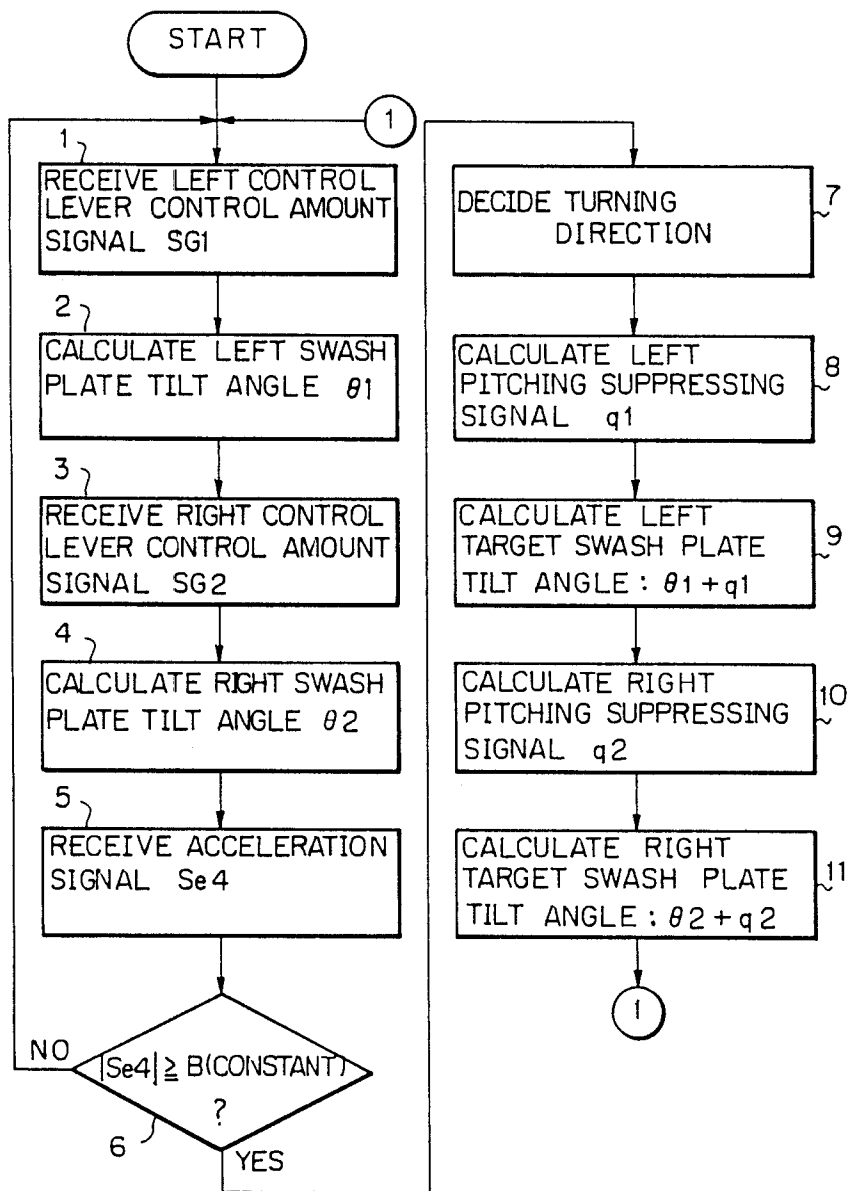 START
1
1
RECEIVE LEFT CONTROL
LEVER CONTROL AMOUNT
SIGNAL SG1
2
CALCULATE LEFT SWASH
PLATE TILT ANGLE θ1
3
RECEIVE RIGHT CONTROL
LEVER CONTROL AMOUNT
SIGNAL SG2
4
CALCULATE RIGHT SWASH
PLATE TILT ANGLE θ2
5
RECEIVE ACCELERATION
SIGNAL Se4
NO
|Se4| ≧ B(CONSTANT)
?
6
YES
DECIDE TURNING
DIRECTION
7
CALCULATE LEFT
PITCHING SUPPRESSING
SIGNAL q1
8
CALCULATE LEFT
TARGET SWASH PLATE
TILT ANGLE : θ1+q1
9
CALCULATE RIGHT
PITCHING SUPPRESSING
SIGNAL q2
10
CALCULATE RIGHT
TARGET SWASH PLATE
TILT ANGLE : θ2+q2
11
1